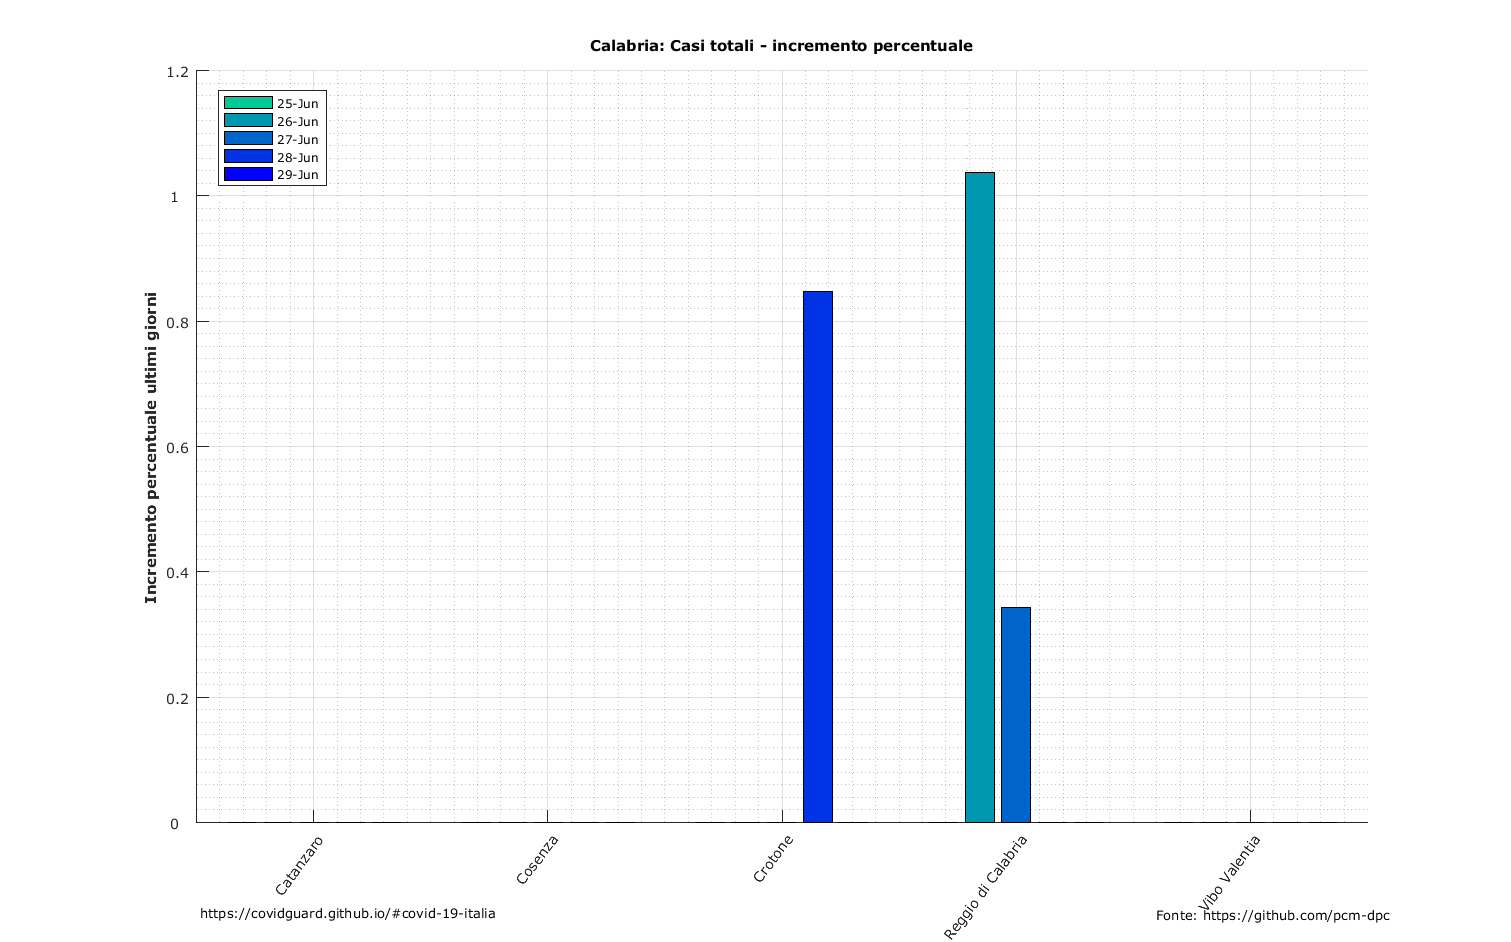 Calabria: Casi totali - incremento percentuale
1.2
1
0.8
0.6
0.4
0.2
0
Incremento percentuale ultimi giorni
25-Jun
26-Jun
27-Jun
28-Jun
29-Jun
Catanzaro
Cosenza
Crotone
Reggio di Calabria
Vibo Valentia
https://covidguard.github.io/#covid-19-italia
Fonte: https://github.com/pcm-dpc